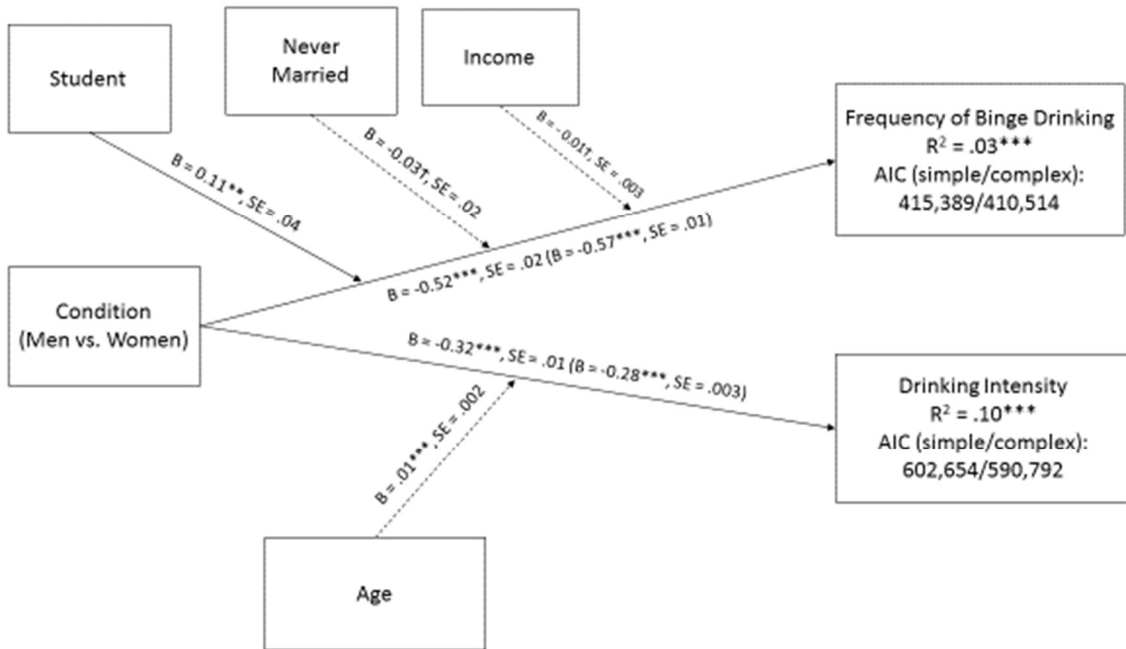 Student
Never
Married
Income
B = 0.11**, SE = .04
B = -0.03†, SE = .02
B = -0.01†, SE = .003
Frequency of Binge Drinking
R² = .03***
AIC (simple/complex):
415,389/410,514
B = -0.52***, SE = .02 (B = -0.57***, SE = .01)
Condition
(Men vs. Women)
B = -0.32***, SE = .01 (B = -0.28***, SE = .003)
Drinking Intensity
R² = .10***
AIC (simple/complex):
602,654/590,792
B = .01***, SE = .002
Age